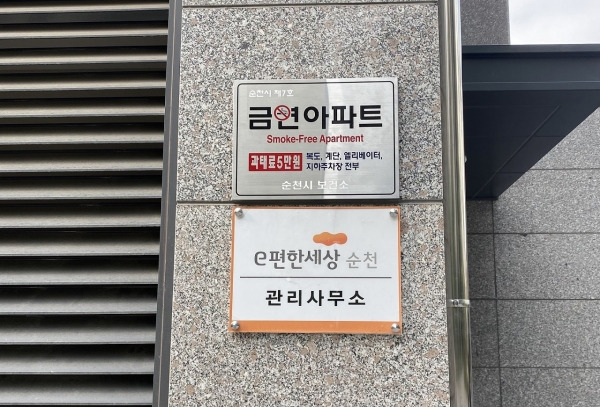 순천시 제7호
금연아파트
Smoke-Free Apartment
과태료5만원 복도, 계단, 엘리베이터,
지하주차장 전부
순천시 보건소
e편한세상 순천
관리사무소